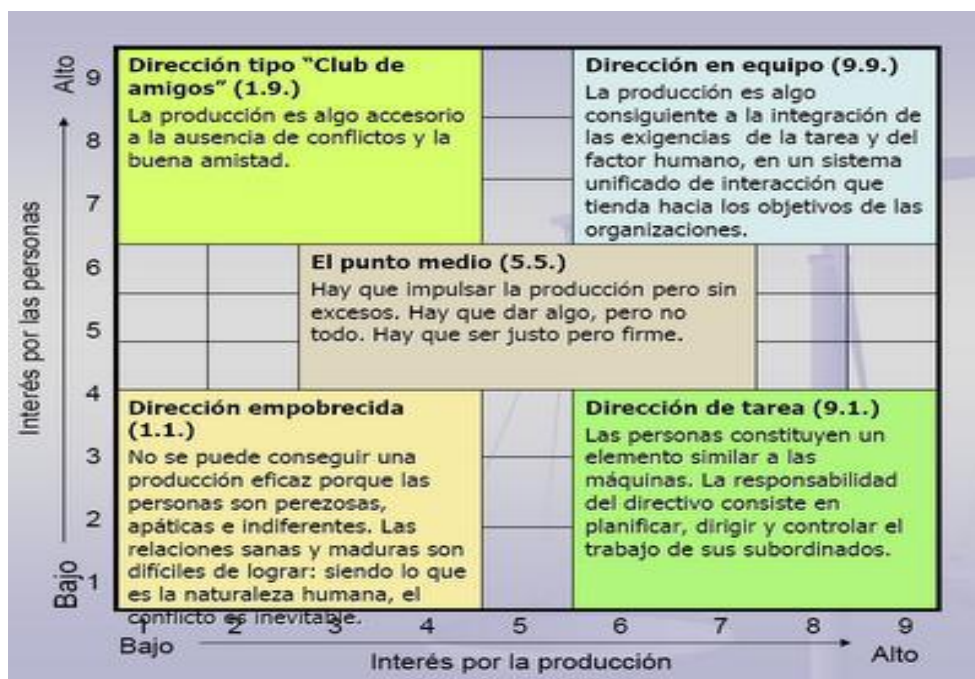 Alto
Interés por las personas
Bajo
9
8
7
6
5
4
3
2
1
Dirección tipo “Club de
amigos” (1.9.)
La producción es algo accesorio
a la ausencia de conflictos y la
buena amistad.
Dirección en equipo (9.9.)
La producción es algo
consiguiente a la integración de
las exigencias de la tarea y del
factor humano, en un sistema
unificado de interacción que
tienda hacia los objetivos de las
organizaciones.
El punto medio (5.5.)
Hay que impulsar la producción pero sin
excesos. Hay que dar algo, pero no
todo. Hay que ser justo pero firme.
Dirección empobrecida
(1.1.)
No se puede conseguir una
producción eficaz porque las
personas son perezosas,
apáticas e indiferentes. Las
relaciones sanas y maduras son
difíciles de lograr: siendo lo que
es la naturaleza humana, el
conflicto es inevitable.
Dirección de tarea (9.1.)
Las personas constituyen un
elemento similar a las
máquinas. La responsabilidad
del directivo consiste en
planificar, dirigir y controlar el
trabajo de sus subordinados.
1 2 3 4 5 6 7 8 9
Bajo
Interés por la producción
Alto